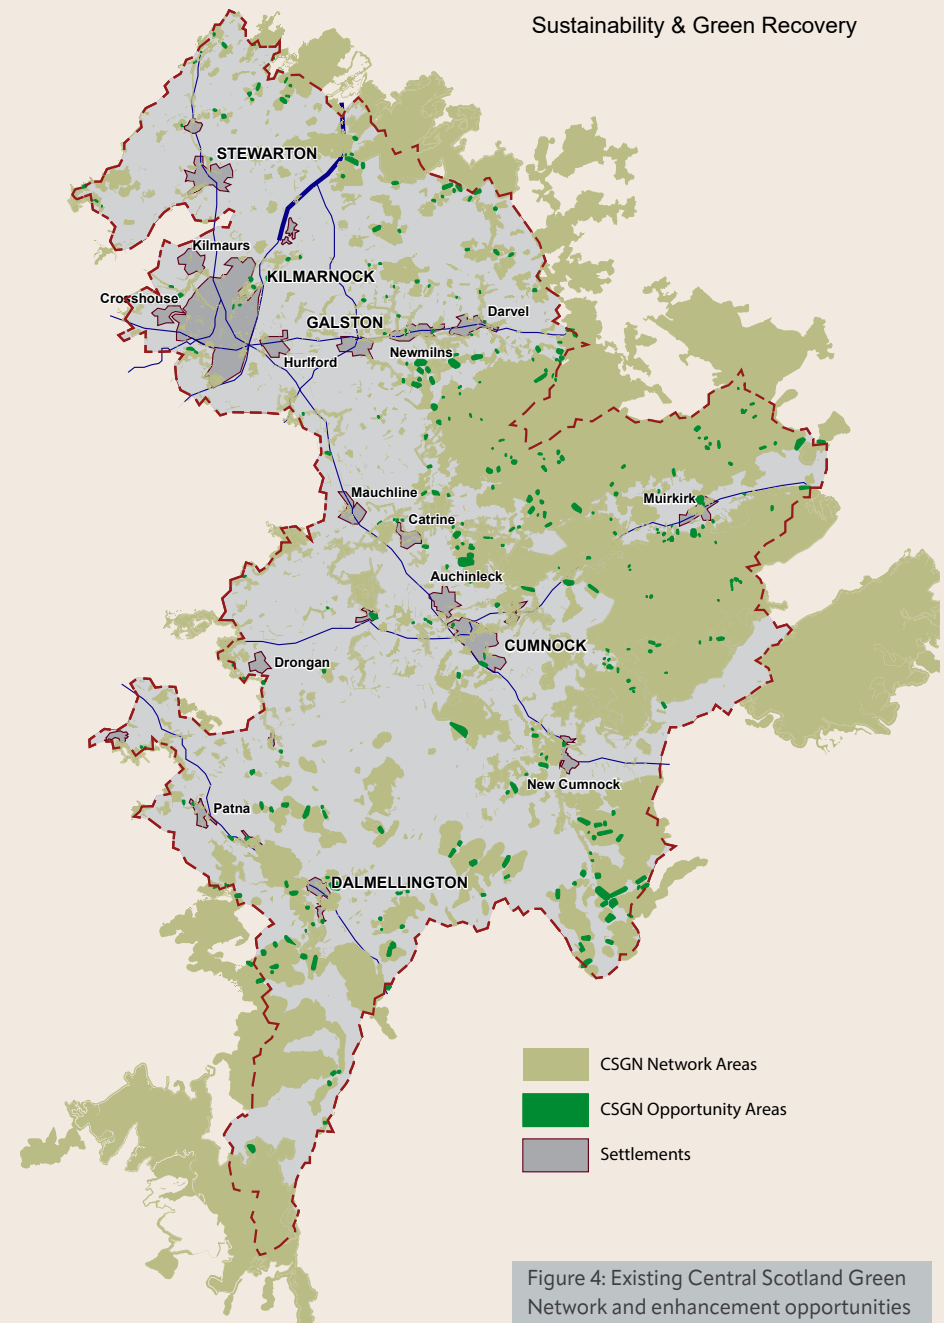 Sustainability & Green Recovery
STEWARTON
Kilmaurs
KILMARNOCK
Crosshouse
GALSTON
Darvel
Hurlford
Newmilns
Mauchline
Muirkirk
Catrine
Auchinleck
CUMNOCK
Drongan
New Cumnock
Patna
DALMELLINGTON
CSGN Network Areas
CSGN Opportunity Areas
Settlements
Figure 4: Existing Central Scotland Green
Network and enhancement opportunities